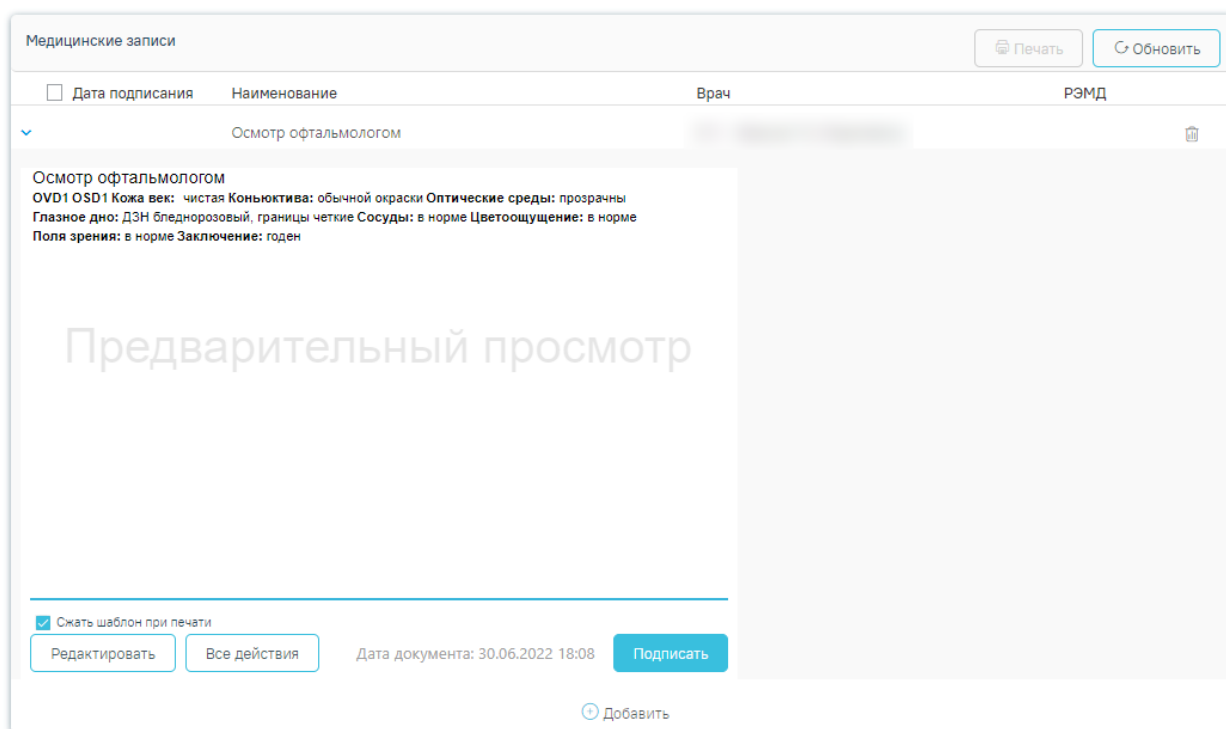 Медицинские записи
Печать Обновить
Дата подписания Наименование Врач РЭМД
Осмотр офтальмологом
Осмотр офтальмологом
OVD1 OSD1 Кожа век: чистая Коньюктива: обычной окраски Оптические среды: прозрачны
Глазное дно: ДЗН бледнорозовый, границы четкие Сосуды: в норме Цветоощущение: в норме
Поля зрения: в норме Заключение: годен
Предварительный просмотр
Сжать шаблон при печати
Редактировать Все действия Дата документа: 30.06.2022 18:08 Подписать
Добавить